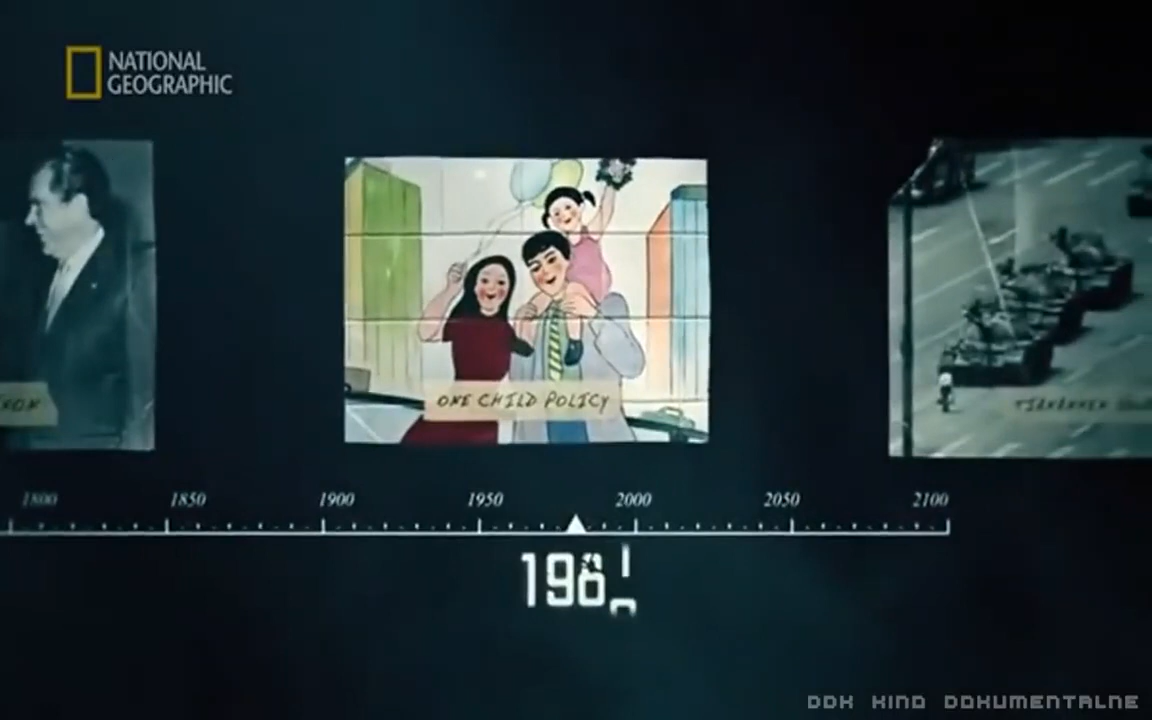 NATIONAL
GEOGRAPHIC
ONE CHILD POLICY
1800
1850
1900
1950
2000
2050
2100
DDK KINO DOKUMENTALNE